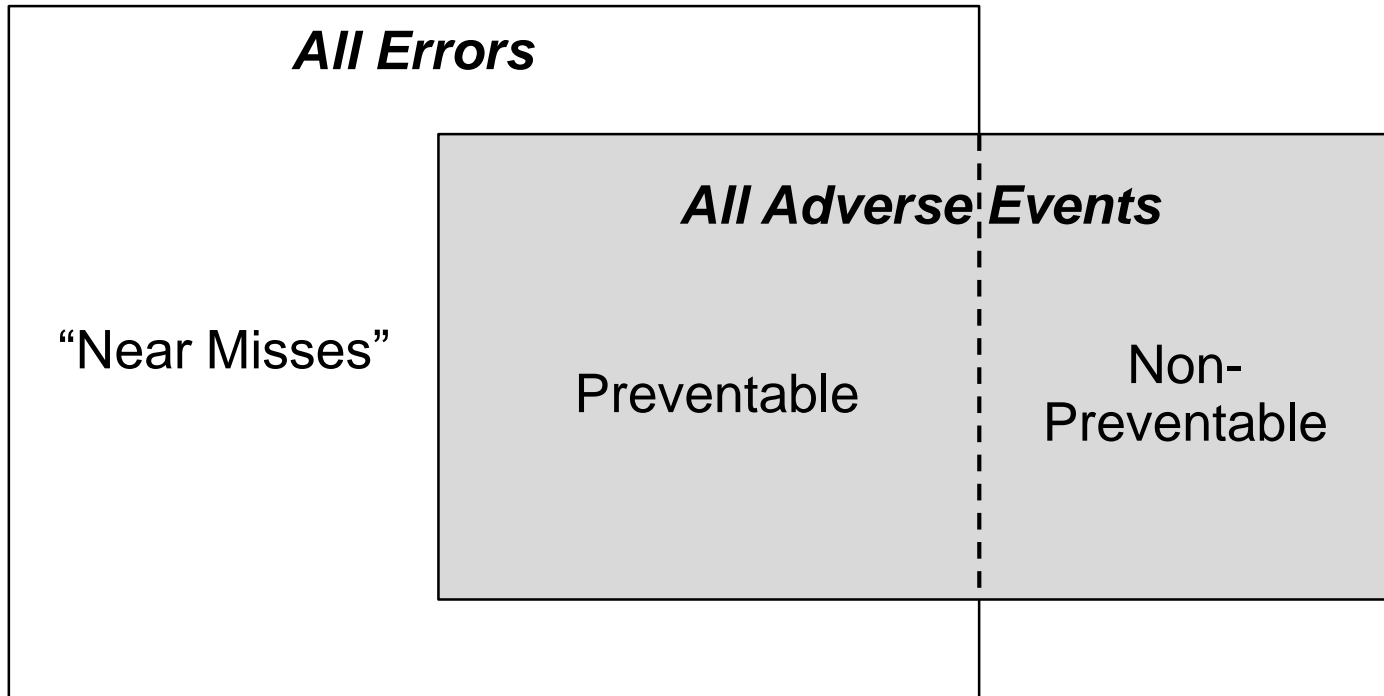 All Errors
All Adverse Events
“Near Misses”
Preventable
Non-
Preventable